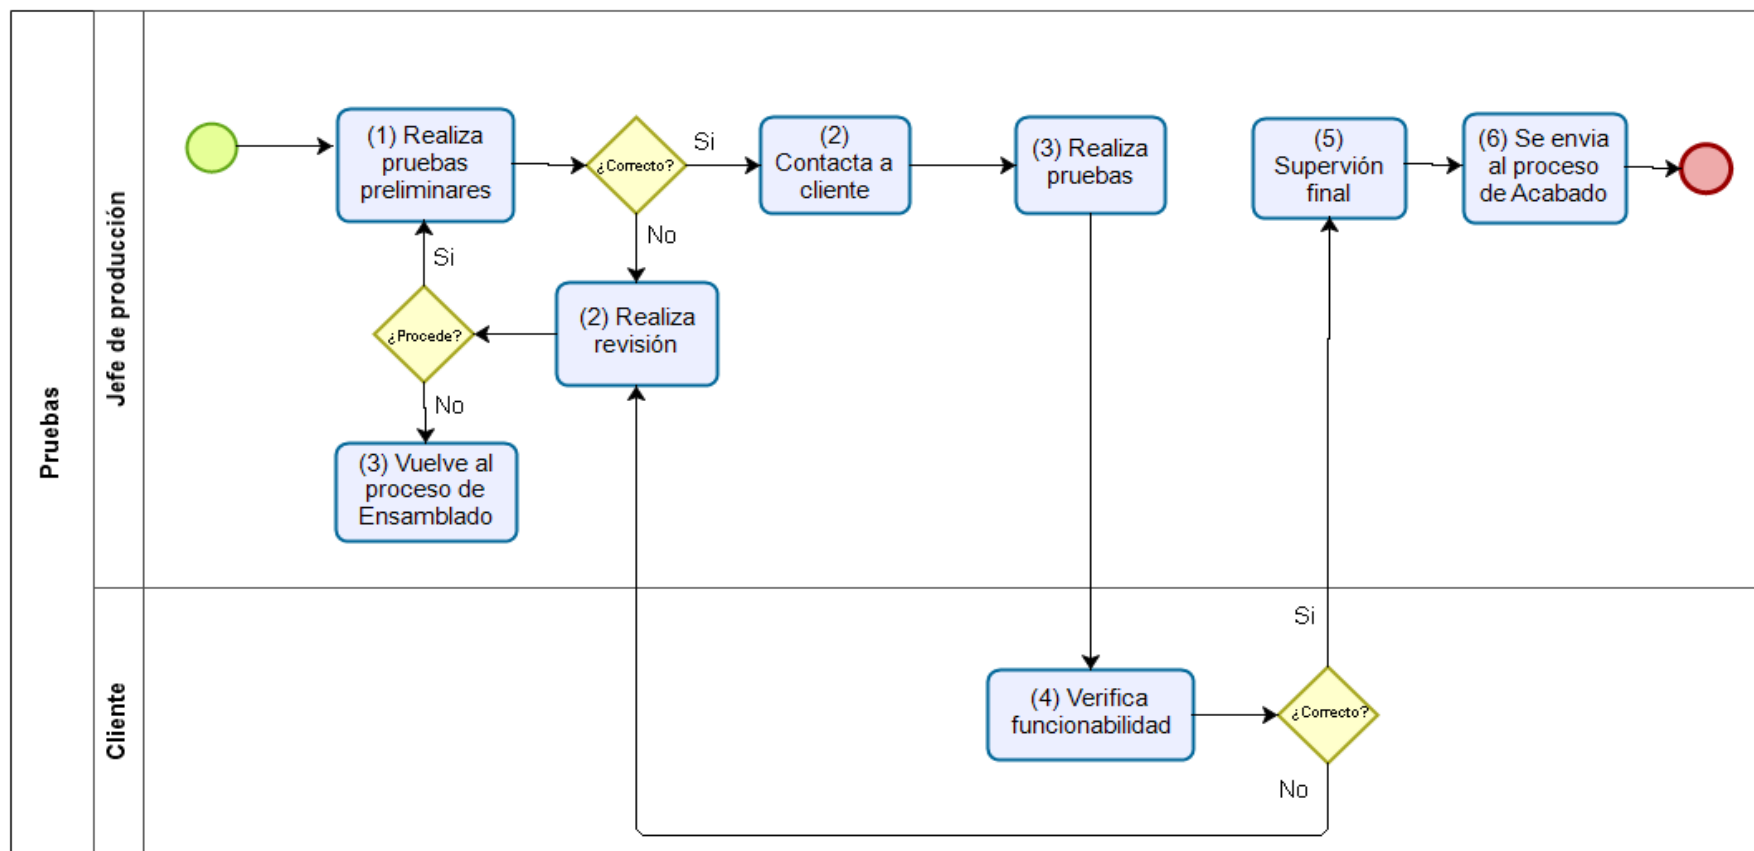 Pruebas
Jefe de producción
(1) Realiza
pruebas
preliminares
¿Correcto?
Si
(2)
Contacta a
cliente
(3) Realiza
pruebas
(5)
Supervión
final
(6) Se envia
al proceso
de Acabado
No
Si
(2) Realiza
revisión
¿Procede?
No
(3) Vuelve al
proceso de
Ensamblado
Cliente
(4) Verifica
funcionabilidad
¿Correcto?
Si
No